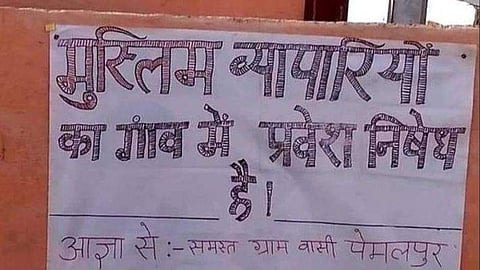 मुस्लिम व्यापारियों
का गांव में प्रवेश निषेध
है!
आज्ञा से :- समस्त ग्राम वासी पेमलपुर